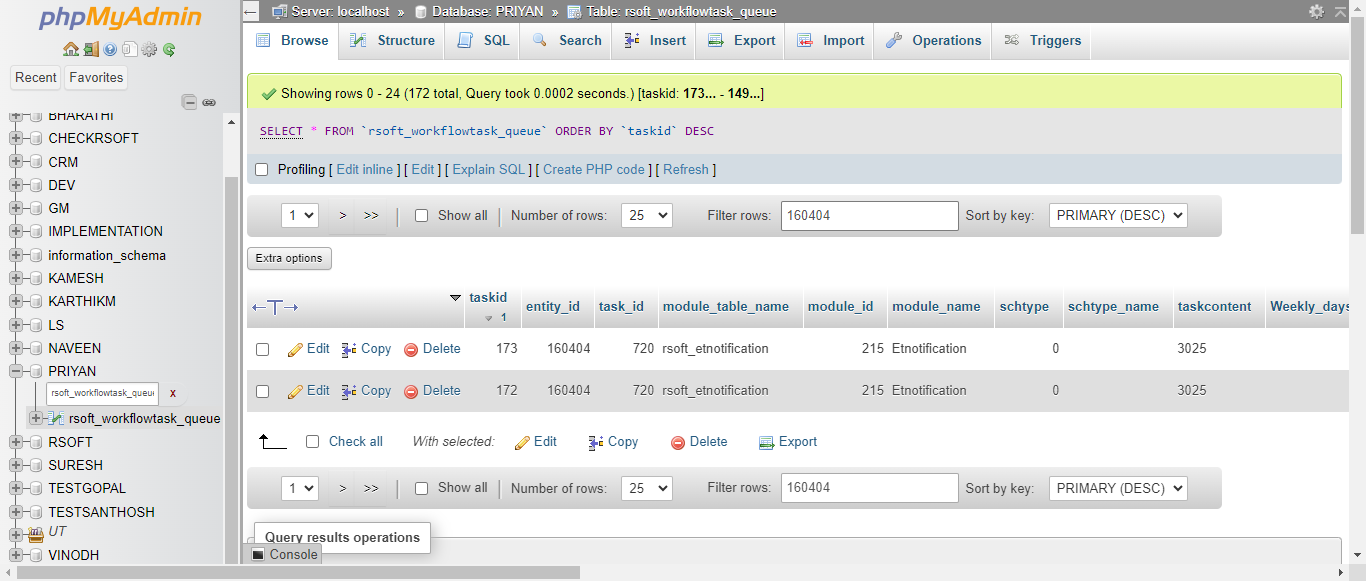 phpMyAdmin
Recent Favorites
BHARATHI
CHECKRSOFT
CRM
DEV
GM
IMPLEMENTATION
information_schema
KAMESH
KARTHIKM
LS
NAVEEN
PRIYAN
rsoft_workflowtask_queue x
rsoft_workflowtask_queue
RSOFT
SURESH
TESTGOPAL
TESTSANTHOSH
UT
VINODH
Server: localhost » Database: PRIYAN » Table: rsoft_workflowtask_queue
Browse Structure SQL Search Insert Export Import Operations Triggers
Showing rows 0 - 24 (172 total, Query took 0.0002 seconds.) [taskid: 173... - 149...]
SELECT * FROM `rsoft_workflowtask_queue` ORDER BY `taskid` DESC
Profiling [ Edit inline ] [ Edit ] [ Explain SQL ] [ Create PHP code ] [ Refresh ]
1 > >> Show all Number of rows: 25 Filter rows: 160404 Sort by key: PRIMARY (DESC)
Extra options
←T→ taskid 1 entity_id task_id module_table_name module_id module_name schtype schtype_name taskcontent Weekly_days
Edit Copy Delete 173 160404 720 rsoft_etnotification 215 Etnotification 0 3025
Edit Copy Delete 172 160404 720 rsoft_etnotification 215 Etnotification 0 3025
Check all With selected: Edit Copy Delete Export
1 > >> Show all Number of rows: 25 Filter rows: 160404 Sort by key: PRIMARY (DESC)
Query results operations
Console